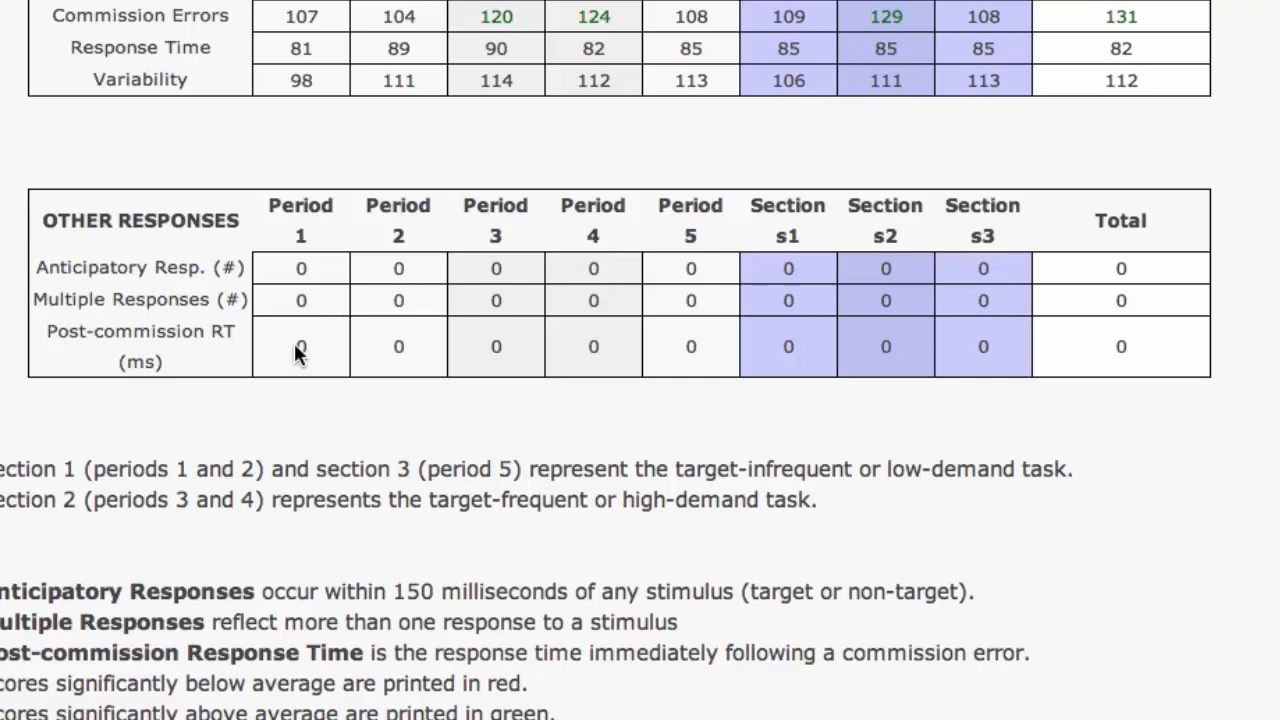 Commission Errors 107 104 120 124 108 109 129 108 131
Response Time 81 89 90 82 85 85 85 85 82
Variability 98 111 114 112 113 106 111 113 112
OTHER RESPONSES Period 1 Period 2 Period 3 Period 4 Period 5 Section s1 Section s2 Section s3 Total
Anticipatory Resp. (#) 0 0 0 0 0 0 0 0 0
Multiple Responses (#) 0 0 0 0 0 0 0 0 0
Post-commission RT (ms) 0 0 0 0 0 0 0 0 0
ection 1 (periods 1 and 2) and section 3 (period 5) represent the target-infrequent or low-demand task.
ection 2 (periods 3 and 4) represents the target-frequent or high-demand task.
nticipatory Responses occur within 150 milliseconds of any stimulus (target or non-target).
ultiple Responses reflect more than one response to a stimulus
ost-commission Response Time is the response time immediately following a commission error.
cores significantly below average are printed in red.
cores significantly above average are printed in green.